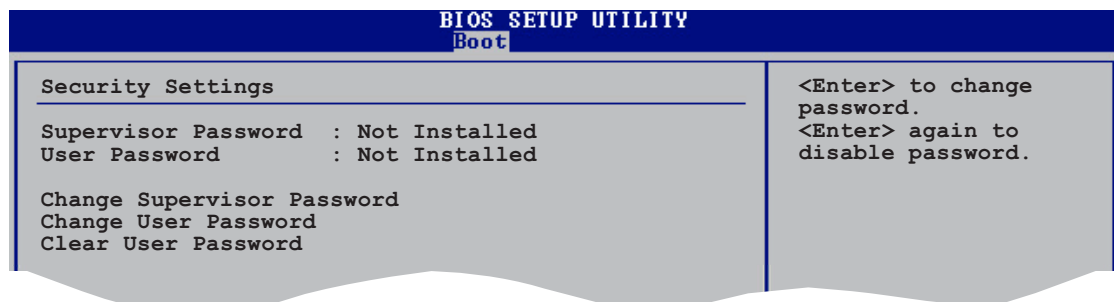 BIOS SETUP UTILITY
Boot
Security Settings
Supervisor Password : Not Installed
User Password : Not Installed
Change Supervisor Password
Change User Password
Clear User Password
<Enter> to change
password.
<Enter> again to
disable password.